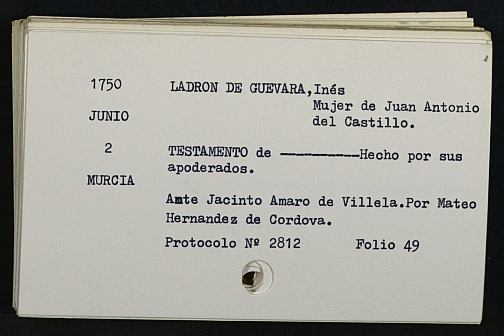 1750 LADRON DE GUEVARA,Inés
Mujer de Juan Antonio
JUNIO del Castillo.
2 TESTAMENTO de ----------Hecho por sus
apoderados.
MURCIA
Amte Jacinto Amaro de Villela.Por Mateo
Hernandez de Cordova.
Protocolo Nº 2812 Folio 49